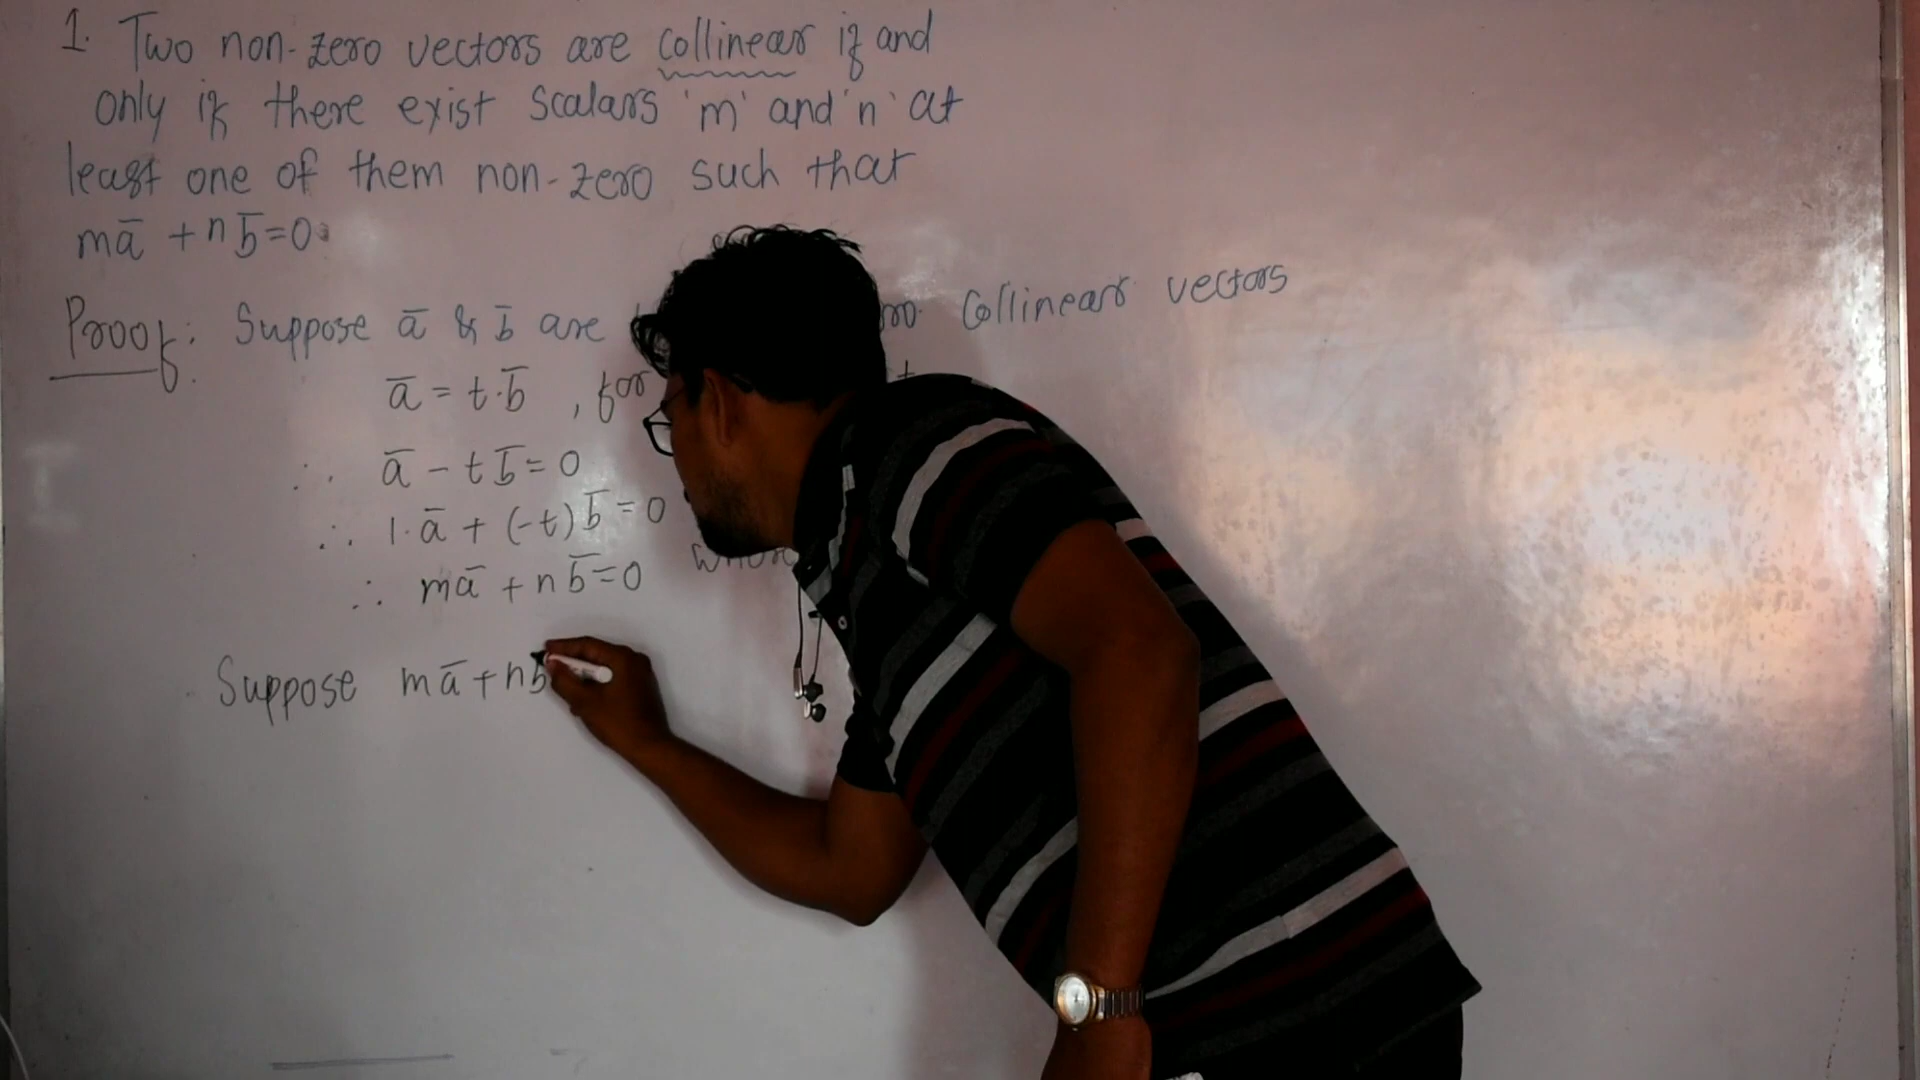 1. Two non-zero vectors are collinear if and
only if there exist scalars 'm' and 'n' at
least one of them non-zero such that
mā + nb̄=0.
Proof: Suppose ā & b̄ are collinear vectors
ā = t·b̄ , for
∴ ā - tb̄=0
∴ 1·ā + (-t)b̄=0
∴ mā + nb̄=0
Suppose mā+nb